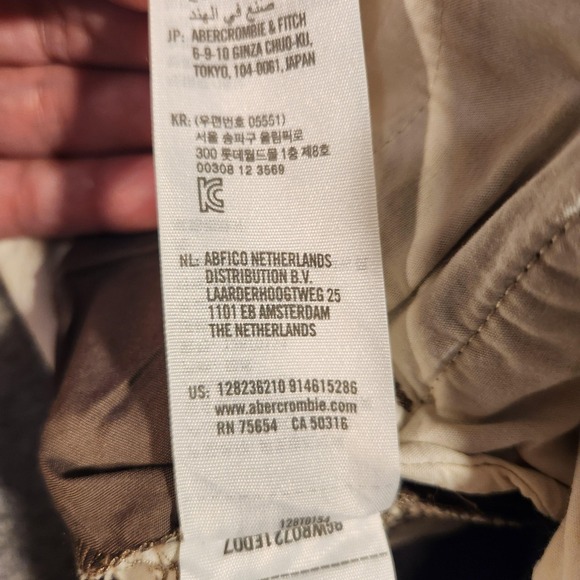 صنع في الهند
JP: ABERCROMBIE & FITCH
6-9-10 GINZA CHUO-KU,
TOKYO, 104-0061, JAPAN
KR: (우편번호 05551)
서울 송파구 올림픽로
300 롯데월드몰 1층 제8호
00308 12 3569
NL: ABFICO NETHERLANDS
DISTRIBUTION B.V.
LAARDERHOOGTWEG 25
1101 EB AMSTERDAM
THE NETHERLANDS
US: 128236210 914615286
www.abercrombie.com
RN 75654 CA 50316